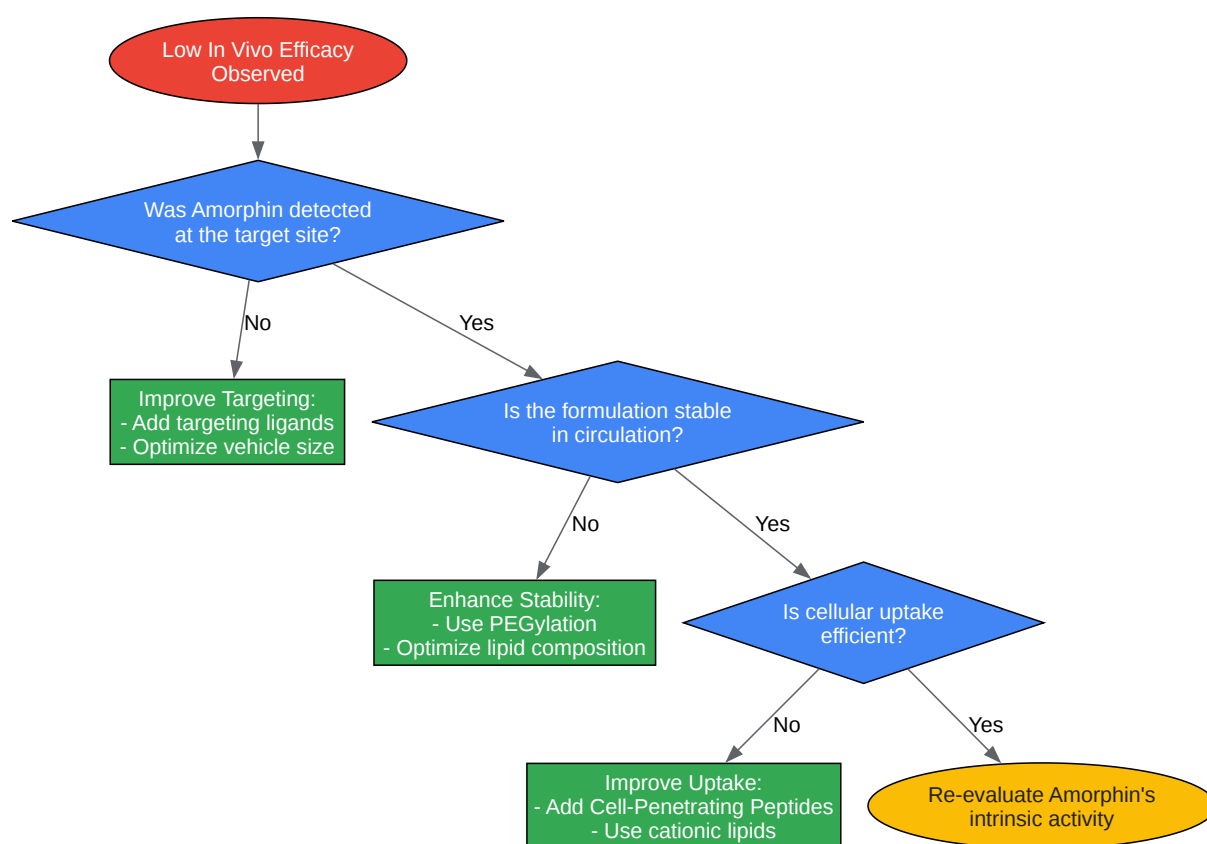 Low In Vivo Efficacy
Observed
Was Amorphin detected
at the target site?
No
Yes
Improve Targeting:
- Add targeting ligands
- Optimize vehicle size
Is the formulation stable
in circulation?
No
Yes
Enhance Stability:
- Use PEGylation
- Optimize lipid composition
Is cellular uptake
efficient?
No
Yes
Improve Uptake:
- Add Cell-Penetrating Peptides
- Use cationic lipids
Re-evaluate Amorphin's
intrinsic activity